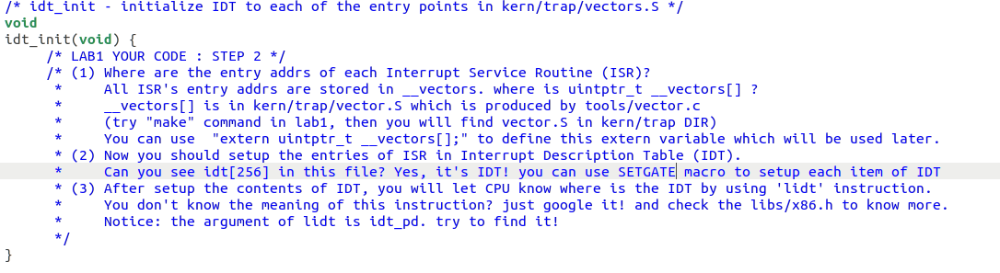 /* idt_init - initialize IDT to each of the entry points in kern/trap/vectors.S */
void
idt_init(void) {
/* LAB1 YOUR CODE : STEP 2 */
/* (1) Where are the entry addrs of each Interrupt Service Routine (ISR)?
* All ISR's entry addrs are stored in __vectors. where is uintptr_t __vectors[] ?
* __vectors[] is in kern/trap/vector.S which is produced by tools/vector.c
* (try "make" command in lab1, then you will find vector.S in kern/trap DIR)
* You can use "extern uintptr_t __vectors[];" to define this extern variable which will be used later.
* (2) Now you should setup the entries of ISR in Interrupt Description Table (IDT).
* Can you see idt[256] in this file? Yes, it's IDT! you can use SETGATE macro to setup each item of IDT
* (3) After setup the contents of IDT, you will let CPU know where is the IDT by using 'lidt' instruction.
* You don't know the meaning of this instruction? just google it! and check the libs/x86.h to know more.
* Notice: the argument of lidt is idt_pd. try to find it!
*/
}